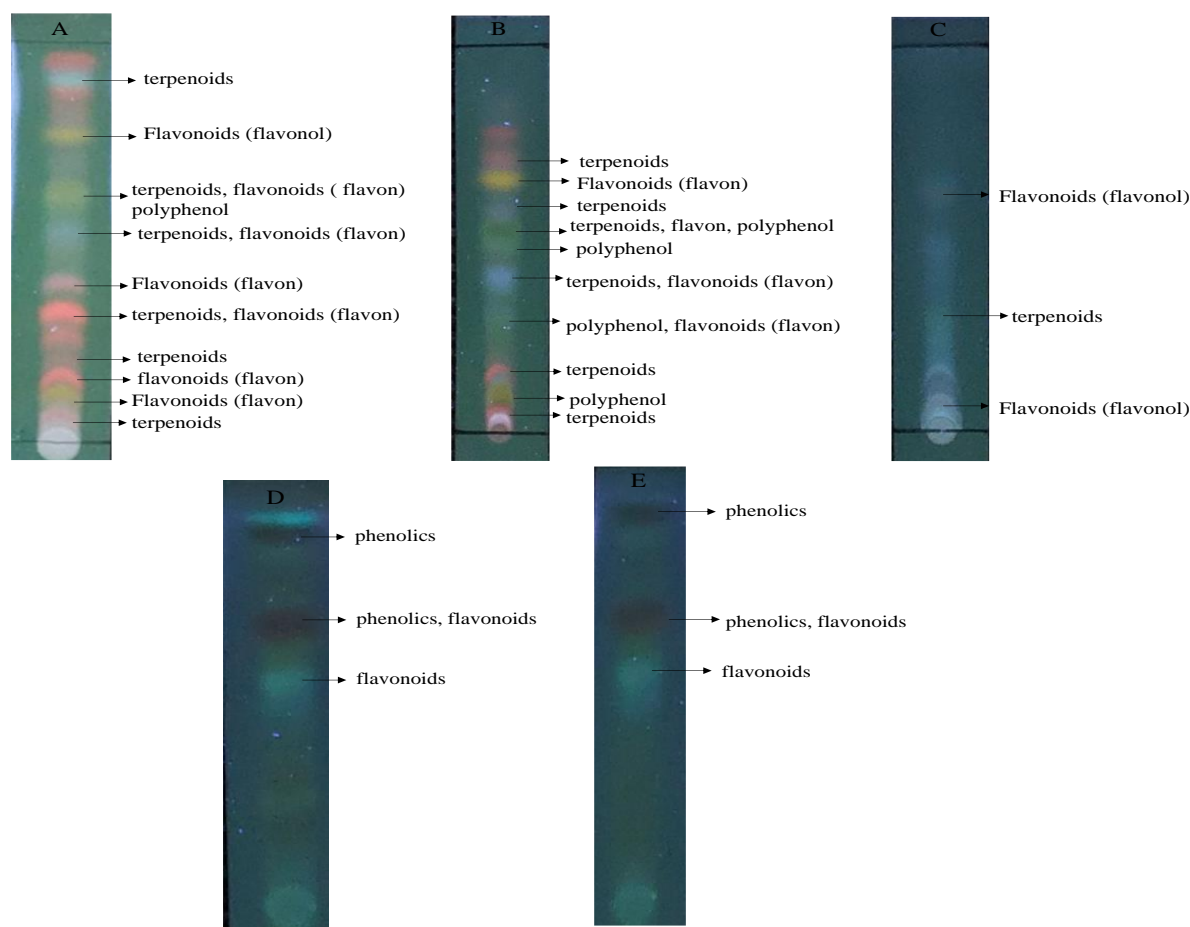 A
terpenoids
Flavonoids (flavonol)
terpenoids, flavonoids ( flavon)
polyphenol
terpenoids, flavonoids (flavon)
Flavonoids (flavon)
terpenoids, flavonoids (flavon)
terpenoids
flavonoids (flavon)
Flavonoids (flavon)
terpenoids
B
terpenoids
Flavonoids (flavon)
terpenoids
terpenoids, flavon, polyphenol
polyphenol
terpenoids, flavonoids (flavon)
polyphenol, flavonoids (flavon)
terpenoids
polyphenol
terpenoids
C
Flavonoids (flavonol)
terpenoids
Flavonoids (flavonol)
D
phenolics
phenolics, flavonoids
flavonoids
E
phenolics
phenolics, flavonoids
flavonoids